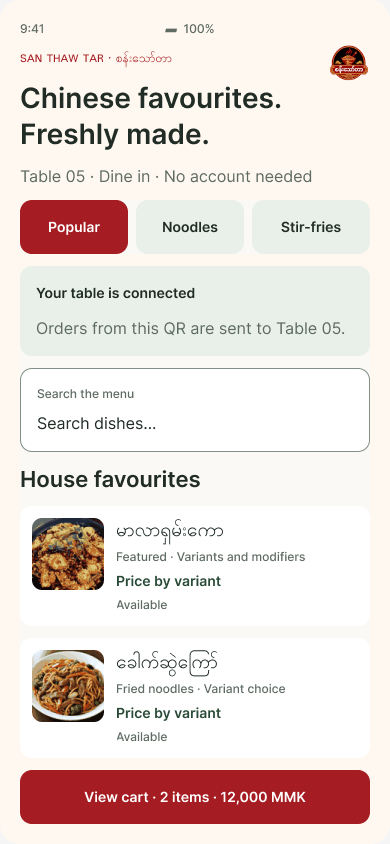 9:41
100%
SAN THAW TAR · စန်းသော်တာ
စန်းသော်တာ
Chinese favourites.
Freshly made.
Table 05 · Dine in · No account needed
Popular
Noodles
Stir-fries
Your table is connected
Orders from this QR are sent to Table 05.
Search the menu
Search dishes...
House favourites
မာလာရှမ်းကော
Featured · Variants and modifiers
Price by variant
Available
ခေါက်ဆွဲကြော်
Fried noodles · Variant choice
Price by variant
Available
View cart · 2 items · 12,000 MMK